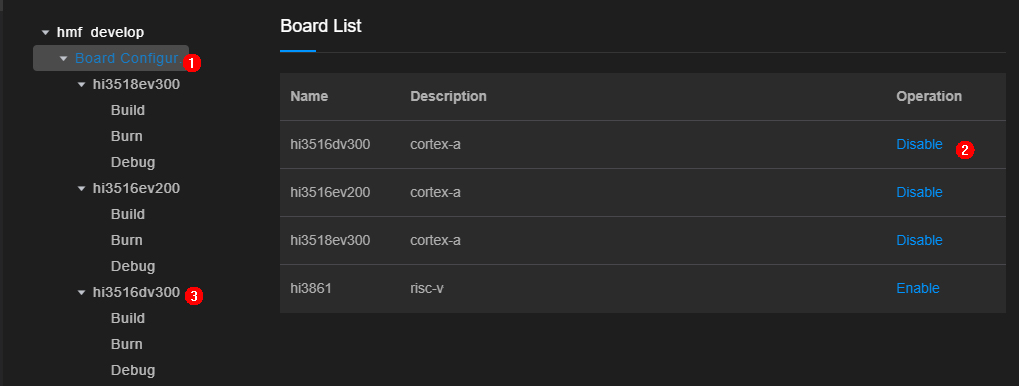 hmf_develop
Board Configur...
1
hi3518ev300
Build
Burn
Debug
hi3516ev200
Build
Burn
Debug
hi3516dv300
3
Build
Burn
Debug
Board List
Name Description Operation
hi3516dv300 cortex-a Disable
2
hi3516ev200 cortex-a Disable
hi3518ev300 cortex-a Disable
hi3861 risc-v Enable